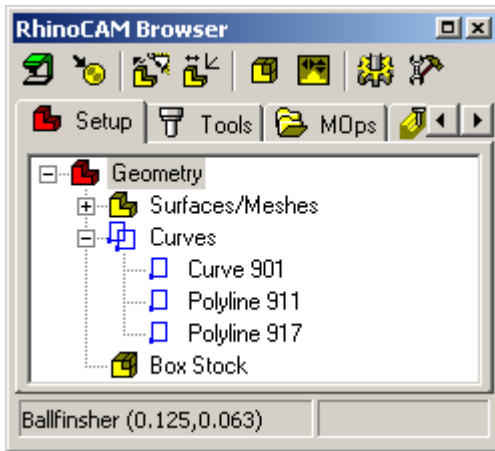 RhinoCAM Browser
Setup Tools MOps
Geometry
Surfaces/Meshes
Curves
Curve 901
Polyline 911
Polyline 917
Box Stock
Ballfinsher (0.125,0.063)